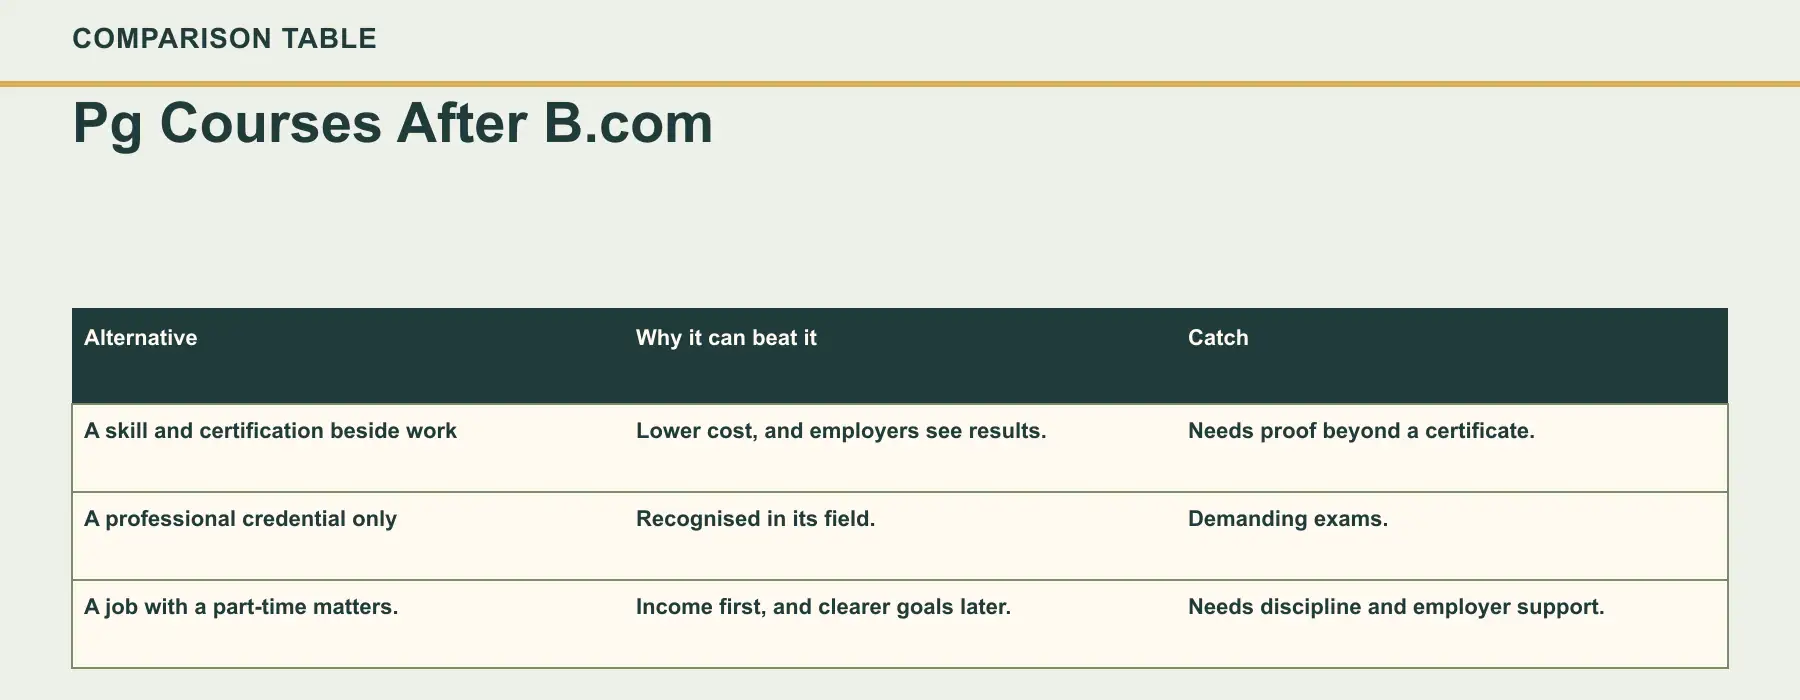 COMPARISON TABLE
Pg Courses After B.com
Alternative Why it can beat it Catch
A skill and certification beside work Lower cost, and employers see results. Needs proof beyond a certificate.
A professional credential only Recognised in its field. Demanding exams.
A job with a part-time matters. Income first, and clearer goals later. Needs discipline and employer support.